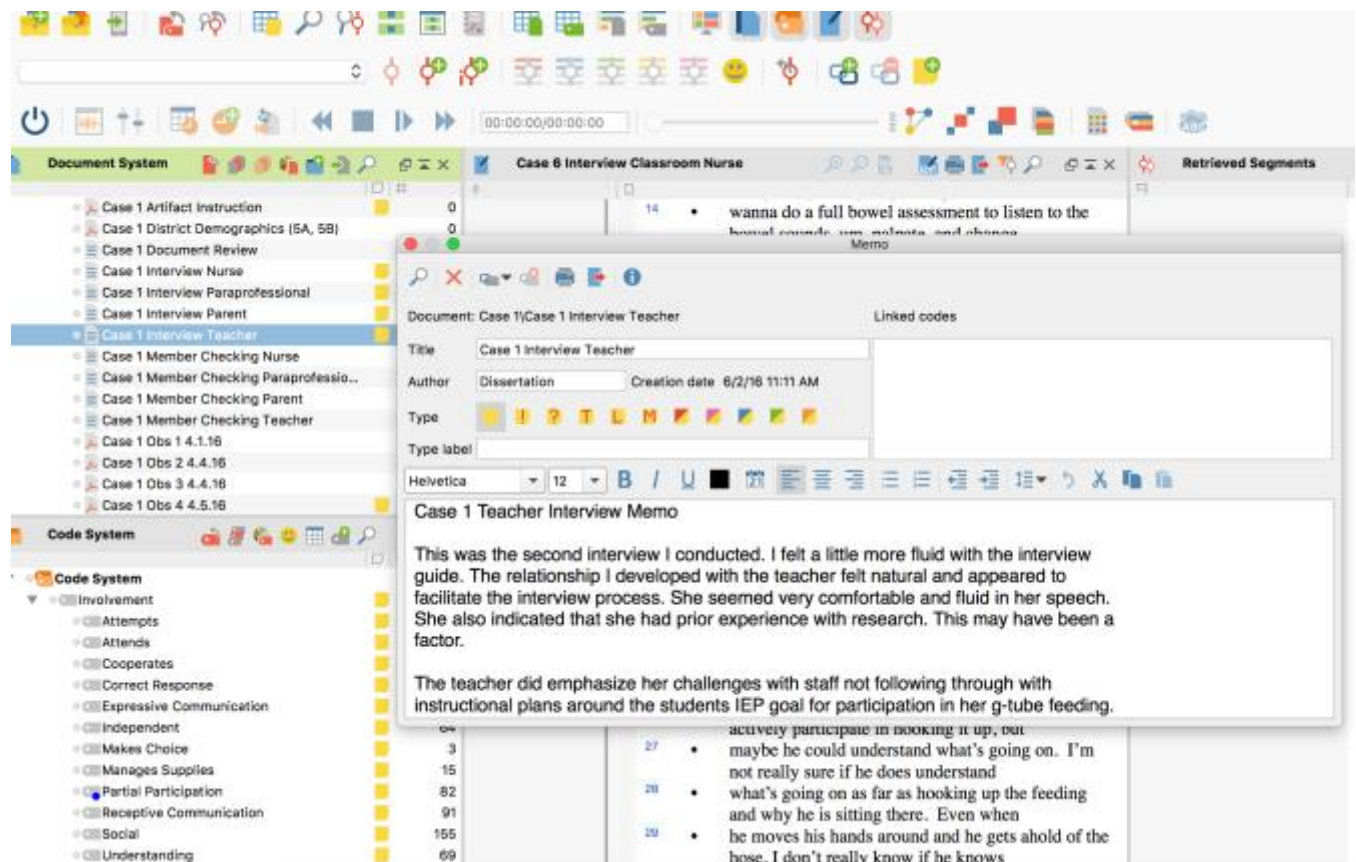 00:00:00/00:00:00
Document System
Case 6 Interview Classroom Nurse
Retrieved Segments
Case 1 Artifact Instruction 0
Case 1 District Demographics (5A, 5B) 0
Case 1 Document Review
Case 1 Interview Nurse
Case 1 Interview Paraprofessional
Case 1 Interview Parent
Case 1 Interview Teacher
Case 1 Member Checking Nurse
Case 1 Member Checking Paraprofessio...
Case 1 Member Checking Parent
Case 1 Member Checking Teacher
Case 1 Obs 1 4.1.16
Case 1 Obs 2 4.4.16
Case 1 Obs 3 4.4.16
Case 1 Obs 4 4.5.16
14 • wanna do a full bowel assessment to listen to the
bowel sounds, um, palpate, and change
Memo
Document: Case 1\Case 1 Interview Teacher
Linked codes
Title Case 1 Interview Teacher
Author Dissertation Creation date 6/2/16 11:11 AM
Type ! ? T L M
Type label
Helvetica 12 B I U
Case 1 Teacher Interview Memo
This was the second interview I conducted. I felt a little more fluid with the interview
guide. The relationship I developed with the teacher felt natural and appeared to
facilitate the interview process. She seemed very comfortable and fluid in her speech.
She also indicated that she had prior experience with research. This may have been a
factor.
The teacher did emphasize her challenges with staff not following through with
instructional plans around the students IEP goal for participation in her g-tube feeding.
Code System
Code System
Involvement
Attempts
Attends
Cooperates
Correct Response
Expressive Communication
Independent 64
Makes Choice 3
Manages Supplies 15
Partial Participation 82
Receptive Communication 91
Social 155
Understanding 69
actively participate in hooking it up, but
27 • maybe he could understand what's going on. I'm
not really sure if he does understand
28 • what's going on as far as hooking up the feeding
and why he is sitting there. Even when
29 • he moves his hands around and he gets ahold of the
hose, I don't really know if he knows